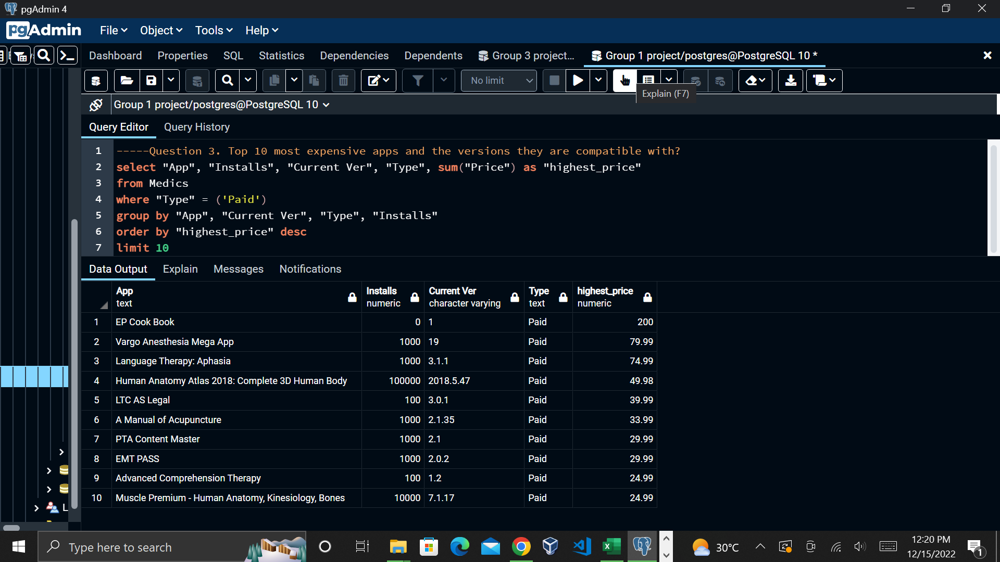 pgAdmin 4
pgAdmin File Object Tools Help
Dashboard Properties SQL Statistics Dependencies Dependents Group 3 project... Group 1 project/postgres@PostgreSQL 10 *
No limit
Explain (F7)
Group 1 project/postgres@PostgreSQL 10
Query Editor Query History
1 -----Question 3. Top 10 most expensive apps and the versions they are compatible with?
2 select "App", "Installs", "Current Ver", "Type", sum("Price") as "highest_price"
3 from Medics
4 where "Type" = ('Paid')
5 group by "App", "Current Ver", "Type", "Installs"
6 order by "highest_price" desc
7 limit 10
Data Output Explain Messages Notifications
App Installs Current Ver Type highest_price
text numeric character varying text numeric
1 EP Cook Book 0 1 Paid 200
2 Vargo Anesthesia Mega App 1000 19 Paid 79.99
3 Language Therapy: Aphasia 1000 3.1.1 Paid 74.99
4 Human Anatomy Atlas 2018: Complete 3D Human Body 100000 2018.5.47 Paid 49.98
5 LTC AS Legal 100 3.0.1 Paid 39.99
6 A Manual of Acupuncture 1000 2.1.35 Paid 33.99
7 PTA Content Master 1000 2.1 Paid 29.99
8 EMT PASS 1000 2.0.2 Paid 29.99
9 Advanced Comprehension Therapy 100 1.2 Paid 24.99
10 Muscle Premium - Human Anatomy, Kinesiology, Bones 10000 7.1.17 Paid 24.99
L
Type here to search
30°C
12:20 PM
12/15/2022
1